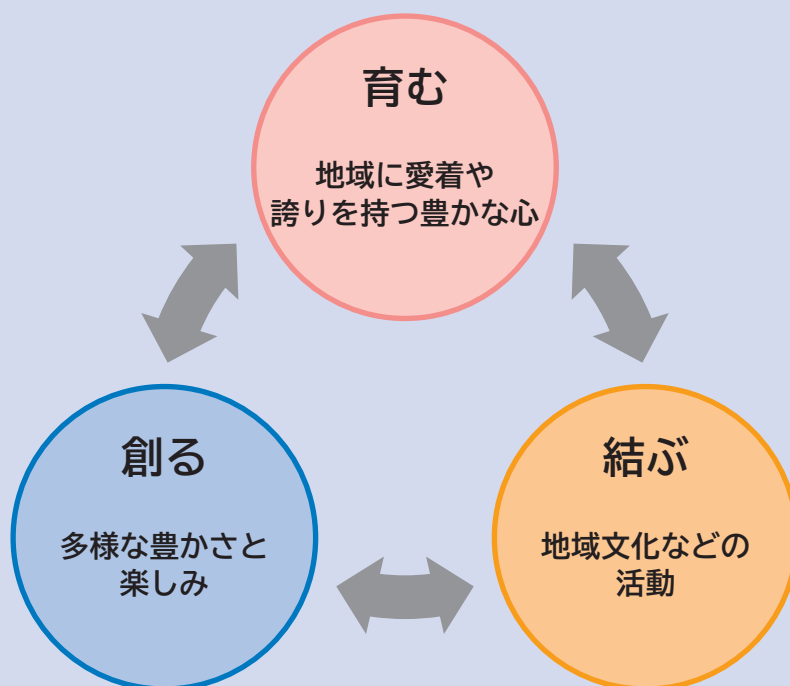 育む
地域に愛着や
誇りを持つ豊かな心
創る
多様な豊かさと
楽しみ
結ぶ
地域文化などの
活動